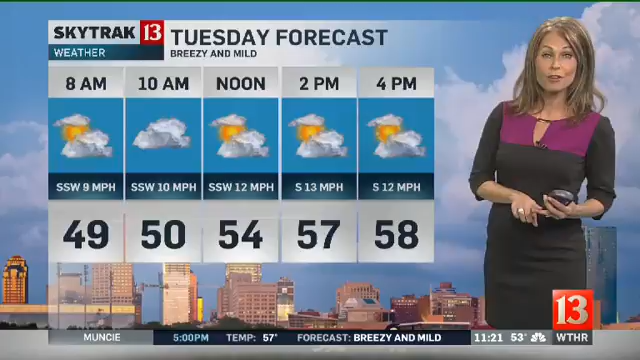 SKYTRAK 13
WEATHER
TUESDAY FORECAST
BREEZY AND MILD
8 AM 10 AM NOON 2 PM 4 PM
SSW 9 MPH SSW 10 MPH SSW 12 MPH S 13 MPH S 12 MPH
49 50 54 57 58
13
MUNCIE 5:00PM TEMP: 57° FORECAST: BREEZY AND MILD 11:21 53° WTHR